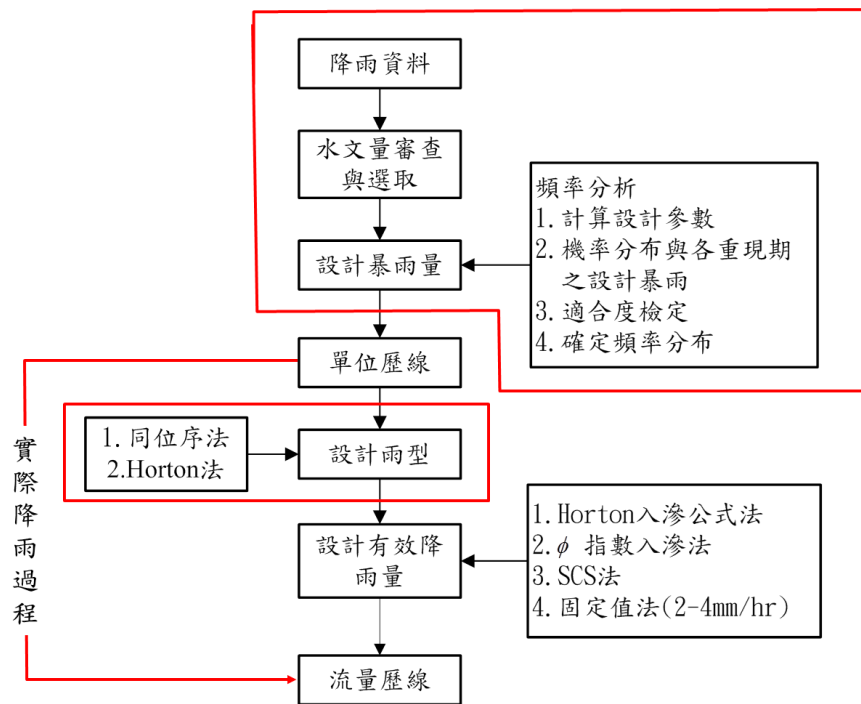 降雨資料
水文量審查
與選取
設計暴雨量
頻率分析
1.計算設計參數
2.機率分布與各重現期
之設計暴雨
3.適合度檢定
4.確定頻率分布
單位歷線
1.同位序法
2.Horton法
設計雨型
設計有效降
雨量
1.Horton入滲公式法
2.ϕ 指數入滲法
3.SCS法
4.固定值法(2-4mm/hr)
流量歷線
實際降雨過程